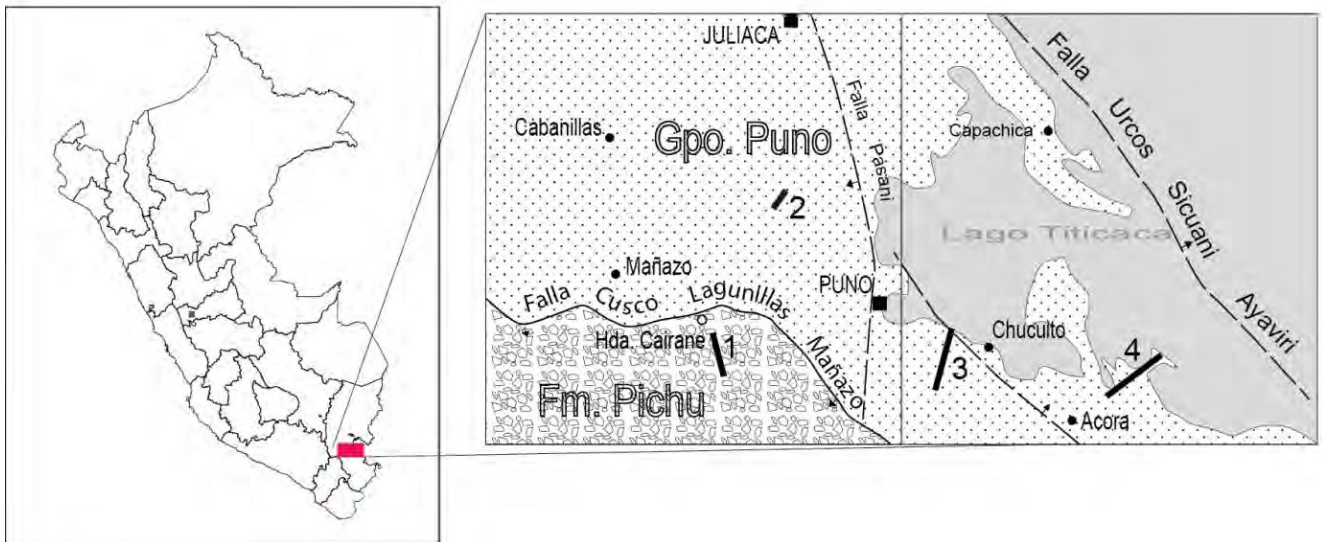 JULIACA
Falla
Urcos
Sicuani
Ayaviri
Falla
Pasani
Cabanillas
Gpo. Puno
Capachica
2
Lago Titicaca
Mañazo
PUNO
Falla Cusco Lagunillas Mañazo
Chuculto
Hda. Cairane
1
3
4
Fm. Pichu
Acora